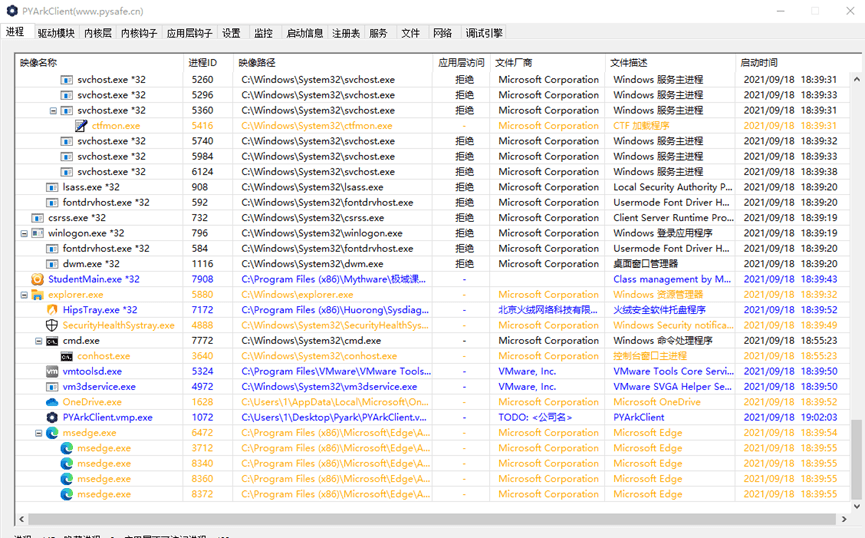 PYArkClient(www.pysafe.cn)
进程 驱动模块 内核层 内核钩子 应用层钩子 设置 监控 启动信息 注册表 服务 文件 网络 调试引擎
映像名称 进程ID 映像路径 应用层访问 文件厂商 文件描述 启动时间
svchost.exe *32 5260 C:\Windows\System32\svchost.exe 拒绝 Microsoft Corporation Windows 服务主进程 2021/09/18 18:39:31
svchost.exe *32 5296 C:\Windows\System32\svchost.exe 拒绝 Microsoft Corporation Windows 服务主进程 2021/09/18 18:39:33
svchost.exe *32 5360 C:\Windows\System32\svchost.exe 拒绝 Microsoft Corporation Windows 服务主进程 2021/09/18 18:39:31
ctfmon.exe 5416 C:\Windows\System32\ctfmon.exe - Microsoft Corporation CTF 加载程序 2021/09/18 18:39:31
svchost.exe *32 5740 C:\Windows\System32\svchost.exe 拒绝 Microsoft Corporation Windows 服务主进程 2021/09/18 18:39:32
svchost.exe *32 5984 C:\Windows\System32\svchost.exe 拒绝 Microsoft Corporation Windows 服务主进程 2021/09/18 18:39:33
svchost.exe *32 6124 C:\Windows\System32\svchost.exe 拒绝 Microsoft Corporation Windows 服务主进程 2021/09/18 18:39:38
lsass.exe *32 908 C:\Windows\System32\lsass.exe 拒绝 Microsoft Corporation Local Security Authority P... 2021/09/18 18:39:20
fontdrvhost.exe *32 592 C:\Windows\System32\fontdrvhost.exe 拒绝 Microsoft Corporation Usermode Font Driver H... 2021/09/18 18:39:20
csrss.exe *32 732 C:\Windows\System32\csrss.exe 拒绝 Microsoft Corporation Client Server Runtime Pro... 2021/09/18 18:39:19
winlogon.exe *32 796 C:\Windows\System32\winlogon.exe 拒绝 Microsoft Corporation Windows 登录应用程序 2021/09/18 18:39:19
fontdrvhost.exe *32 584 C:\Windows\System32\fontdrvhost.exe 拒绝 Microsoft Corporation Usermode Font Driver H... 2021/09/18 18:39:20
dwm.exe *32 1116 C:\Windows\System32\dwm.exe 拒绝 Microsoft Corporation 桌面窗口管理器 2021/09/18 18:39:20
StudentMain.exe *32 7908 C:\Program Files (x86)\Mythware\极域课... - Class management by M... 2021/09/18 18:39:43
explorer.exe 5880 C:\Windows\explorer.exe - Microsoft Corporation Windows 资源管理器 2021/09/18 18:39:32
HipsTray.exe *32 7172 C:\Program Files (x86)\Huorong\Sysdiag... - 北京火绒网络科技有限... 火绒安全软件托盘程序 2021/09/18 18:39:52
SecurityHealthSystray.exe 4888 C:\Windows\System32\SecurityHealthSys... - Microsoft Corporation Windows Security notifica... 2021/09/18 18:39:49
cmd.exe 7772 C:\Windows\System32\cmd.exe - Microsoft Corporation Windows 命令处理程序 2021/09/18 18:55:23
conhost.exe 3640 C:\Windows\System32\conhost.exe - Microsoft Corporation 控制台窗口主进程 2021/09/18 18:55:23
vmtoolsd.exe 5324 C:\Program Files\VMware\VMware Tools... - VMware, Inc. VMware Tools Core Servi... 2021/09/18 18:39:50
vm3dservice.exe 4972 C:\Windows\System32\vm3dservice.exe - VMware, Inc. VMware SVGA Helper Se... 2021/09/18 18:39:50
OneDrive.exe 1628 C:\Users\1\AppData\Local\Microsoft\On... - Microsoft Corporation Microsoft OneDrive 2021/09/18 18:39:52
PYArkClient.vmp.exe 1072 C:\Users\1\Desktop\Pyark\PYArkClient.v... - TODO: <公司名> PYArkClient 2021/09/18 19:02:03
msedge.exe 6472 C:\Program Files (x86)\Microsoft\Edge\A... - Microsoft Corporation Microsoft Edge 2021/09/18 18:39:54
msedge.exe 3712 C:\Program Files (x86)\Microsoft\Edge\A... - Microsoft Corporation Microsoft Edge 2021/09/18 18:39:55
msedge.exe 8340 C:\Program Files (x86)\Microsoft\Edge\A... - Microsoft Corporation Microsoft Edge 2021/09/18 18:39:55
msedge.exe 8360 C:\Program Files (x86)\Microsoft\Edge\A... - Microsoft Corporation Microsoft Edge 2021/09/18 18:39:55
msedge.exe 8372 C:\Program Files (x86)\Microsoft\Edge\A... - Microsoft Corporation Microsoft Edge 2021/09/18 18:39:55